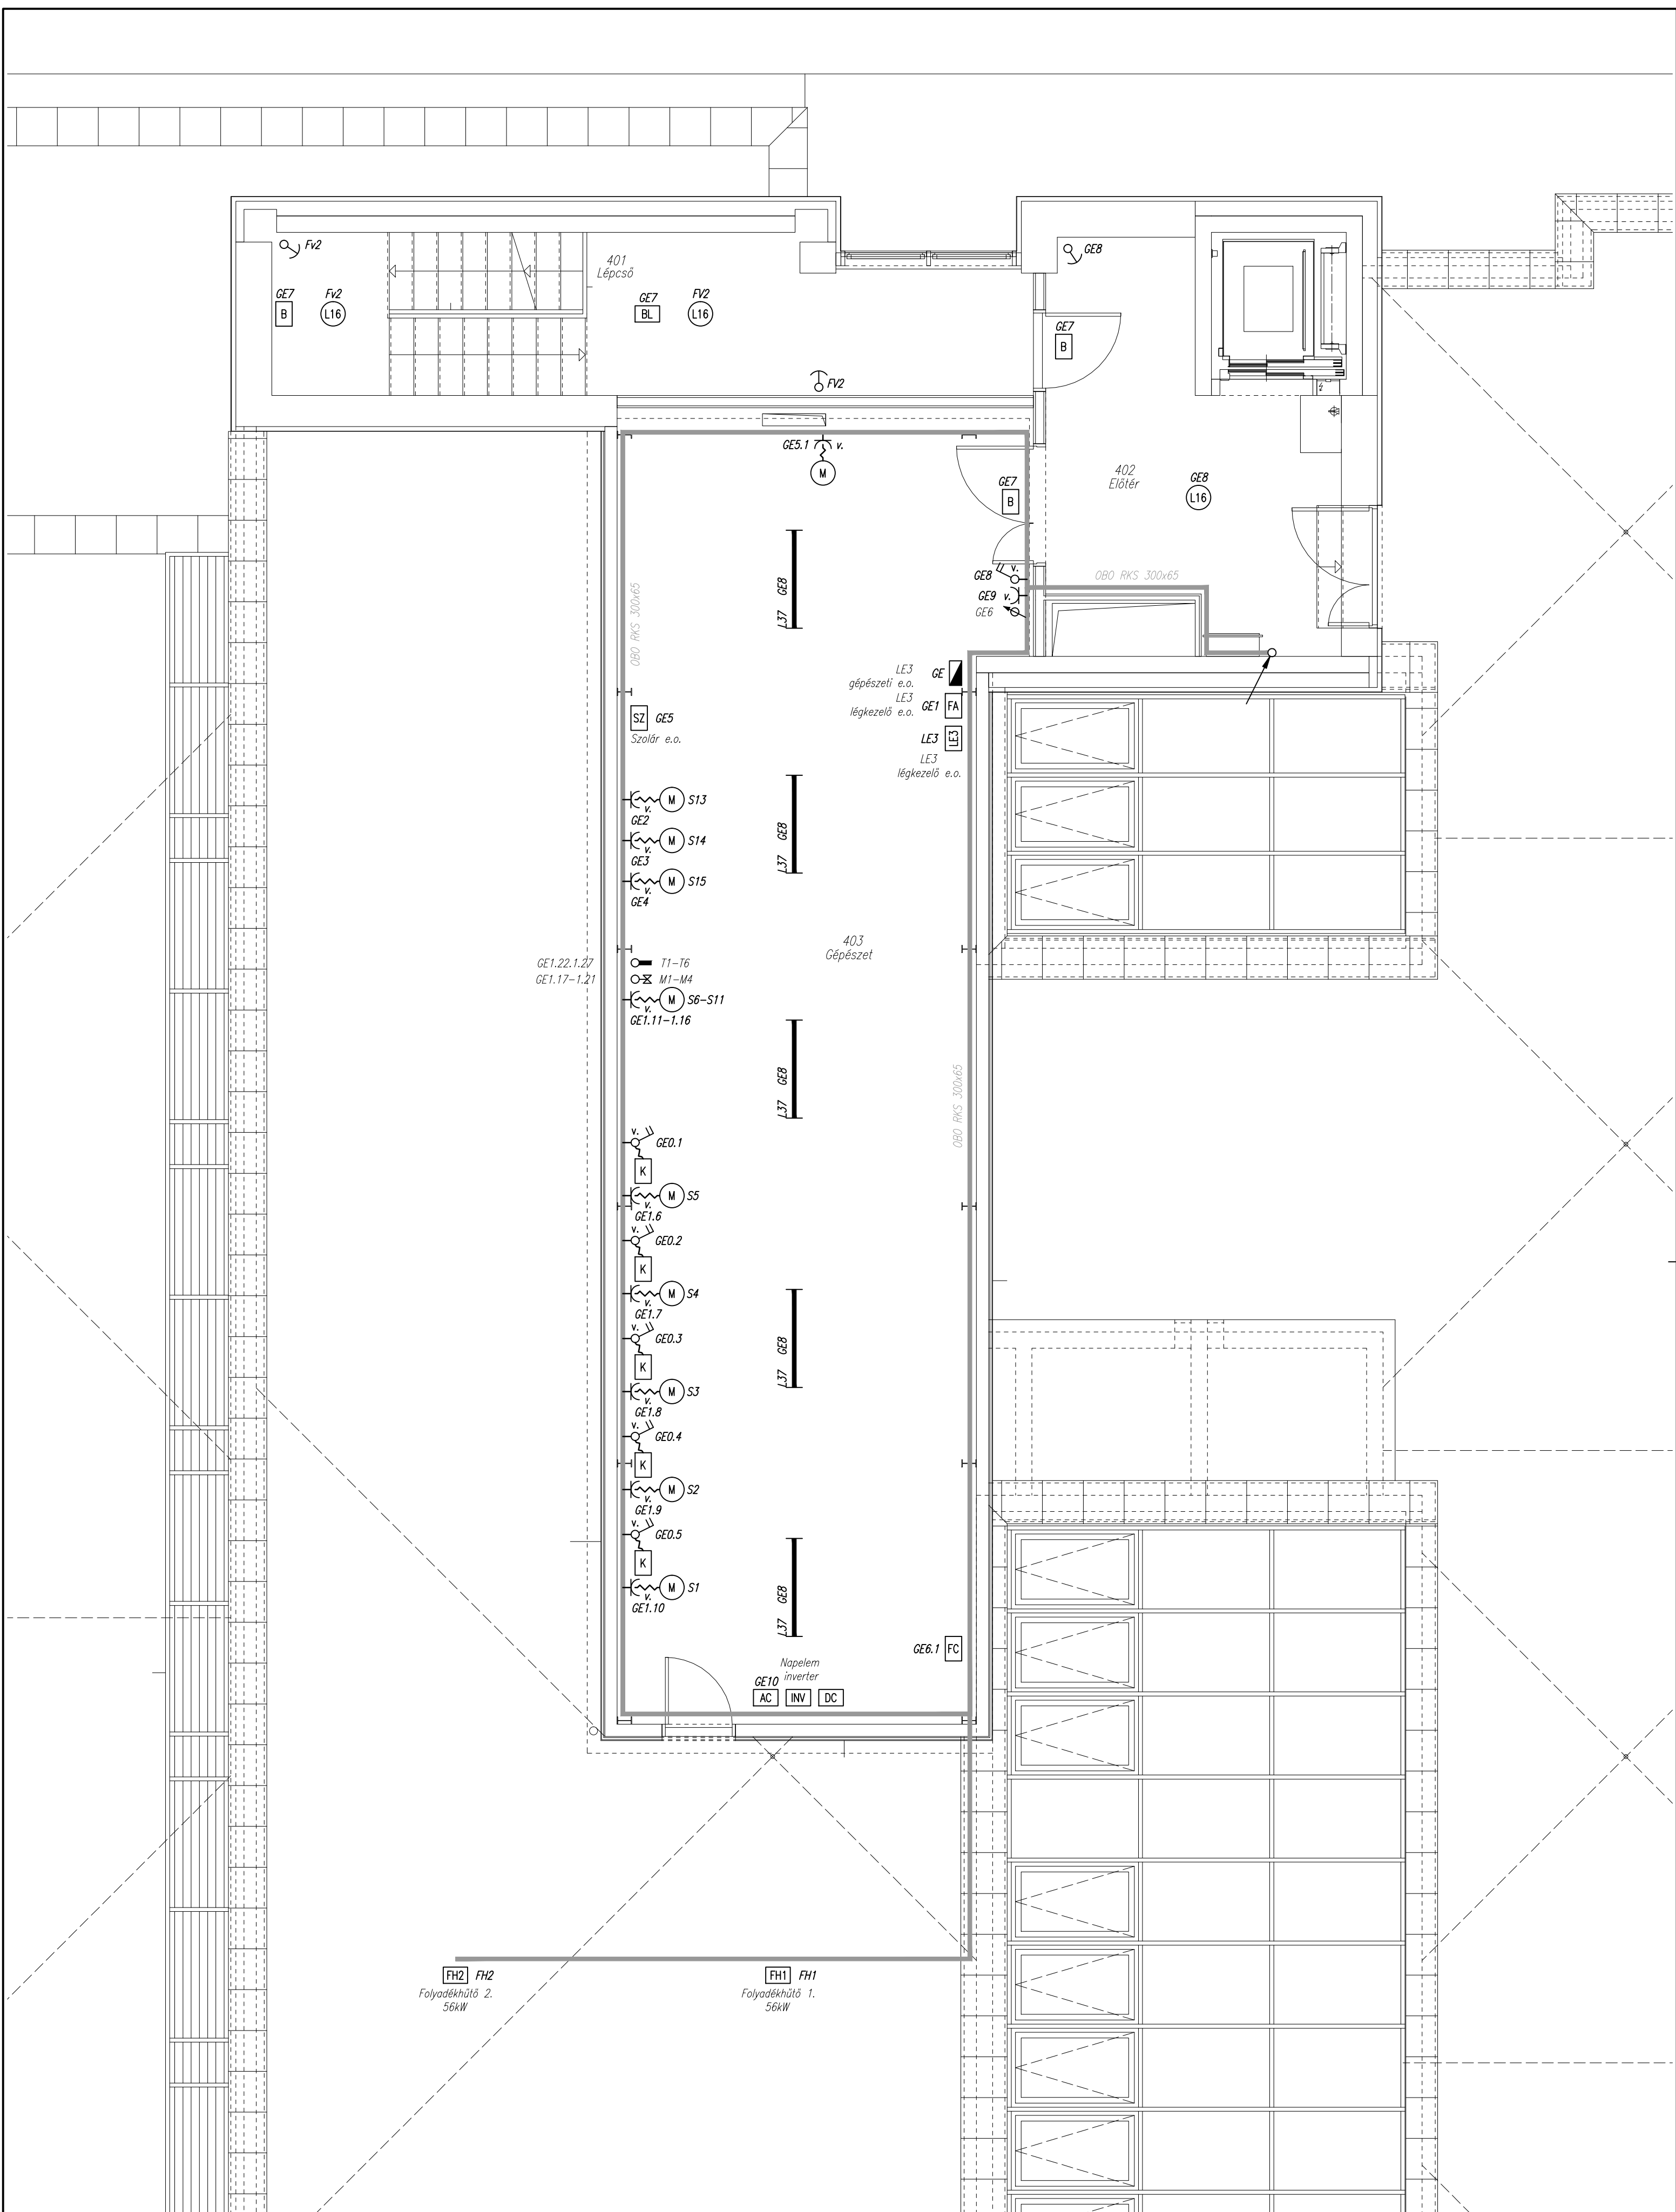 Fv2
401
Lépcső
GE8
GE7
B
Fv2
L16
GE7
BL
FV2
L16
GE7
B
FV2
GE5.1
v.
M
402
Előtér
GE8
L16
GE7
B
GE8
v.
GE9 v.
GE6
OBO RKS 300x65
OBO RKS 300x65
L37 GE8
LE3
gépészeti e.o.
GE
LE3
légkezelő e.o.
GE1
FA
LE3
LE3
LE3
légkezelő e.o.
SZ
GE5
Szolár e.o.
M
S13
v.
GE2
M
S14
v.
GE3
M
S15
v.
GE4
L37 GE8
403
Gépészet
GE1.22.1.27
T1-T6
GE1.17-1.21
M1-M4
M
S6-S11
v.
GE1.11-1.16
L37 GE8
OBO RKS 300x65
v.
GE0.1
K
M
S5
v.
GE1.6
v.
GE0.2
K
M
S4
v.
GE1.7
v.
GE0.3
K
M
S3
v.
GE1.8
L37 GE8
v.
GE0.4
K
M
S2
v.
GE1.9
v.
GE0.5
K
M
S1
v.
GE1.10
L37 GE8
GE6.1
FC
Napelem
inverter
GE10
AC
INV
DC
FH2
FH2
Folyadékhűtő 2.
56kW
FH1
FH1
Folyadékhűtő 1.
56kW